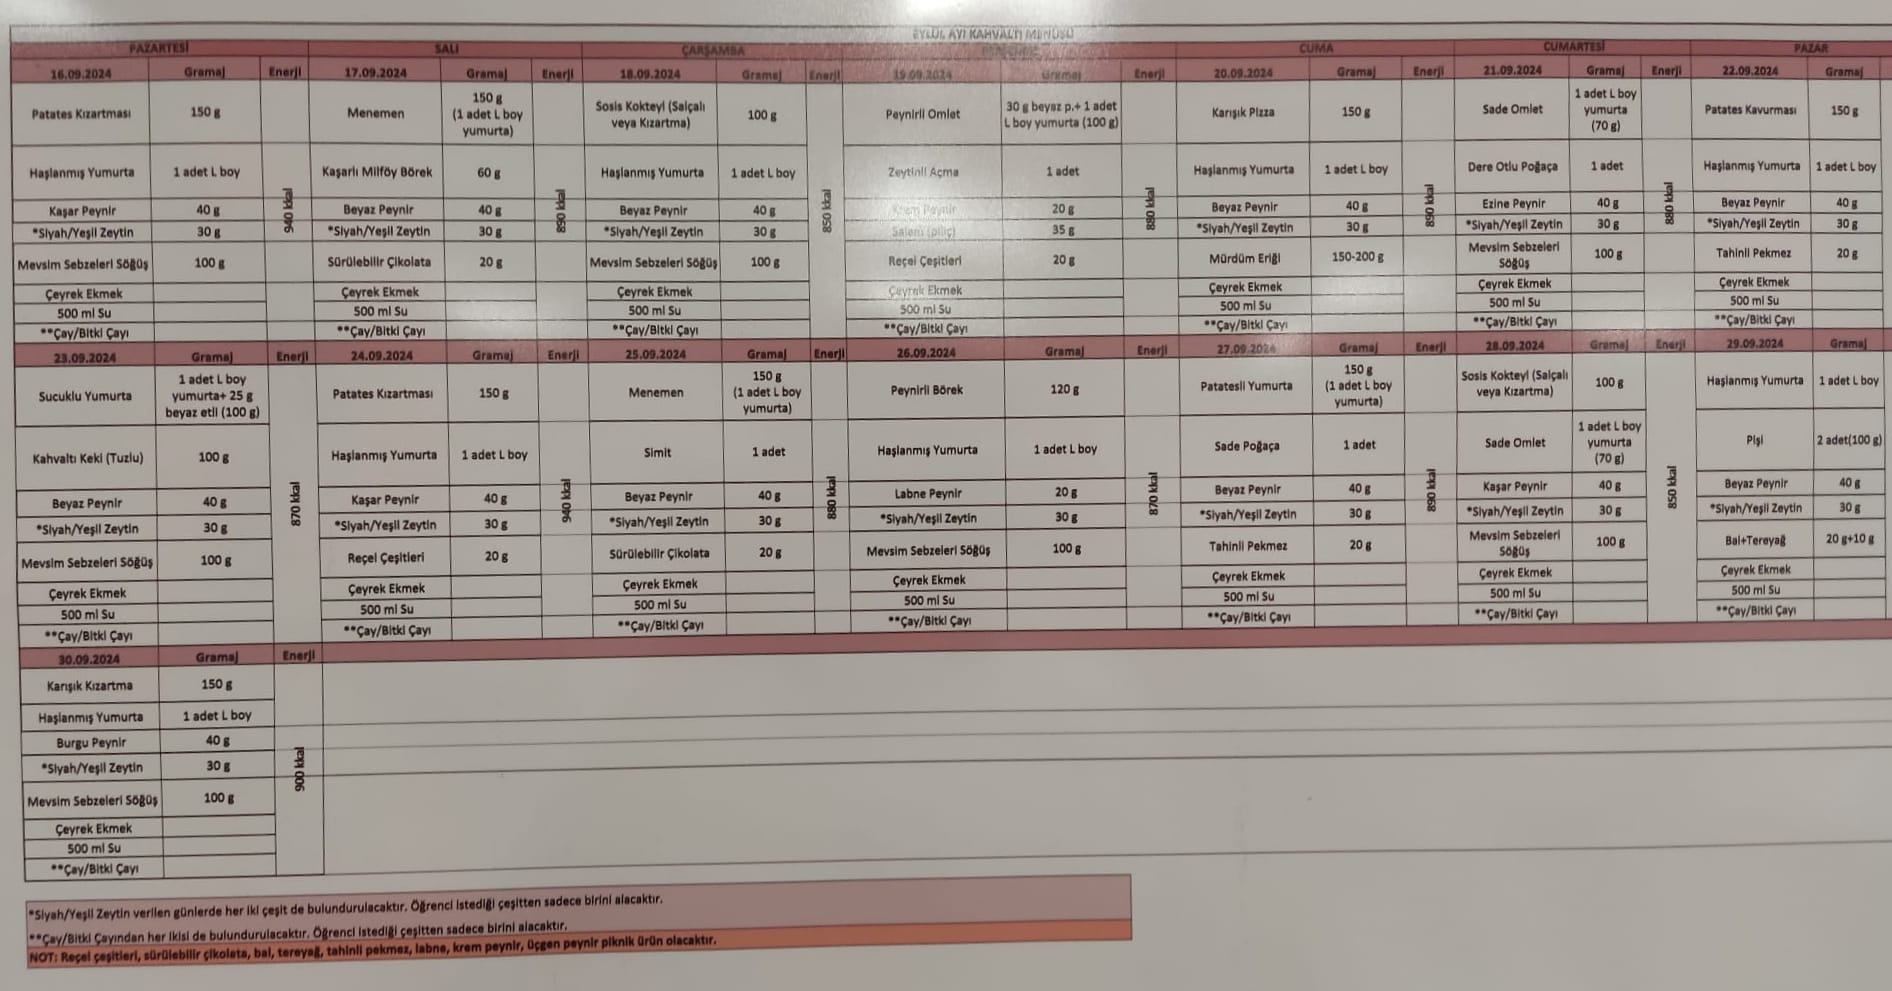 EYLÜL AYI KAHVALTI MENÜSÜ
PAZARTESİ SALI ÇARŞAMBA PERŞEMBE CUMA CUMARTESİ PAZAR
16.09.2024 Gramaj Enerji 17.09.2024 Gramaj Enerji 18.09.2024 Gramaj Enerji 19.09.2024 Gramaj Enerji 20.09.2024 Gramaj Enerji 21.09.2024 Gramaj Enerji 22.09.2024 Gramaj
Patates Kızartması 150 g Menemen 150 g (1 adet L boy yumurta) Sosis Kokteyl (Salçalı veya Kızartma) 100 g Peynirli Omlet 30 g beyaz p.+ 1 adet L boy yumurta (100 g) Karışık Pizza 150 g Sade Omlet 1 adet L boy yumurta (70 g) Patates Kavurması 150 g
Haşlanmış Yumurta 1 adet L boy Kaşarlı Milföy Börek 60 g Haşlanmış Yumurta 1 adet L boy Zeytinli Açma 1 adet Haşlanmış Yumurta 1 adet L boy Dere Otlu Poğaça 1 adet Haşlanmış Yumurta 1 adet L boy
940 kkal 890 kkal 850 kkal 880 kkal 890 kkal 880 kkal
Kaşar Peynir 40 g Beyaz Peynir 40 g Beyaz Peynir 40 g Krem Peynir 20 g Beyaz Peynir 40 g Ezine Peynir 40 g Beyaz Peynir 40 g
*Siyah/Yeşil Zeytin 30 g *Siyah/Yeşil Zeytin 30 g *Siyah/Yeşil Zeytin 30 g Salam (piliç) 35 g *Siyah/Yeşil Zeytin 30 g *Siyah/Yeşil Zeytin 30 g *Siyah/Yeşil Zeytin 30 g
Mevsim Sebzeleri Söğüş 100 g Sürülebilir Çikolata 20 g Mevsim Sebzeleri Söğüş 100 g Reçel Çeşitleri 20 g Mürdüm Eriği 150-200 g Mevsim Sebzeleri Söğüş 100 g Tahinli Pekmez 20 g
Çeyrek Ekmek Çeyrek Ekmek Çeyrek Ekmek Çeyrek Ekmek Çeyrek Ekmek Çeyrek Ekmek Çeyrek Ekmek
500 ml Su 500 ml Su 500 ml Su 500 ml Su 500 ml Su 500 ml Su 500 ml Su
**Çay/Bitki Çayı **Çay/Bitki Çayı **Çay/Bitki Çayı **Çay/Bitki Çayı **Çay/Bitki Çayı **Çay/Bitki Çayı **Çay/Bitki Çayı
23.09.2024 Gramaj Enerji 24.09.2024 Gramaj Enerji 25.09.2024 Gramaj Enerji 26.09.2024 Gramaj Enerji 27.09.2024 Gramaj Enerji 28.09.2024 Gramaj Enerji 29.09.2024 Gramaj
Sucuklu Yumurta 1 adet L boy yumurta+ 25 g beyaz etli (100 g) Patates Kızartması 150 g Menemen 150 g (1 adet L boy yumurta) Peynirli Börek 120 g Patatesli Yumurta 150 g (1 adet L boy yumurta) Sosis Kokteyl (Salçalı veya Kızartma) 100 g Haşlanmış Yumurta 1 adet L boy
Kahvaltı Keki (Tuzlu) 100 g Haşlanmış Yumurta 1 adet L boy Simit 1 adet Haşlanmış Yumurta 1 adet L boy Sade Poğaça 1 adet Sade Omlet 1 adet L boy yumurta (70 g) Pişi 2 adet(100 g)
870 kkal 940 kkal 880 kkal 870 kkal 890 kkal 850 kkal
Beyaz Peynir 40 g Kaşar Peynir 40 g Beyaz Peynir 40 g Labne Peynir 20 g Beyaz Peynir 40 g Kaşar Peynir 40 g Beyaz Peynir 40 g
*Siyah/Yeşil Zeytin 30 g *Siyah/Yeşil Zeytin 30 g *Siyah/Yeşil Zeytin 30 g *Siyah/Yeşil Zeytin 30 g *Siyah/Yeşil Zeytin 30 g *Siyah/Yeşil Zeytin 30 g *Siyah/Yeşil Zeytin 30 g
Mevsim Sebzeleri Söğüş 100 g Reçel Çeşitleri 20 g Sürülebilir Çikolata 20 g Mevsim Sebzeleri Söğüş 100 g Tahinli Pekmez 20 g Mevsim Sebzeleri Söğüş 100 g Bal+Tereyağ 20 g+10 g
Çeyrek Ekmek Çeyrek Ekmek Çeyrek Ekmek Çeyrek Ekmek Çeyrek Ekmek Çeyrek Ekmek Çeyrek Ekmek
500 ml Su 500 ml Su 500 ml Su 500 ml Su 500 ml Su 500 ml Su 500 ml Su
**Çay/Bitki Çayı **Çay/Bitki Çayı **Çay/Bitki Çayı **Çay/Bitki Çayı **Çay/Bitki Çayı **Çay/Bitki Çayı **Çay/Bitki Çayı
30.09.2024 Gramaj Enerji
Karışık Kızartma 150 g
Haşlanmış Yumurta 1 adet L boy
Burgu Peynir 40 g
*Siyah/Yeşil Zeytin 30 g
900 kkal
Mevsim Sebzeleri Söğüş 100 g
Çeyrek Ekmek
500 ml Su
**Çay/Bitki Çayı
*Siyah/Yeşil Zeytin verilen günlerde her iki çeşit de bulundurulacaktır. Öğrenci istediği çeşitten sadece birini alacaktır.
**Çay/Bitki Çayından her ikisi de bulundurulacaktır. Öğrenci istediği çeşitten sadece birini alacaktır.
NOT: Reçel çeşitleri, sürülebilir çikolata, bal, tereyağ, tahinli pekmez, labne, krem peynir, üçgen peynir piknik ürün olacaktır.